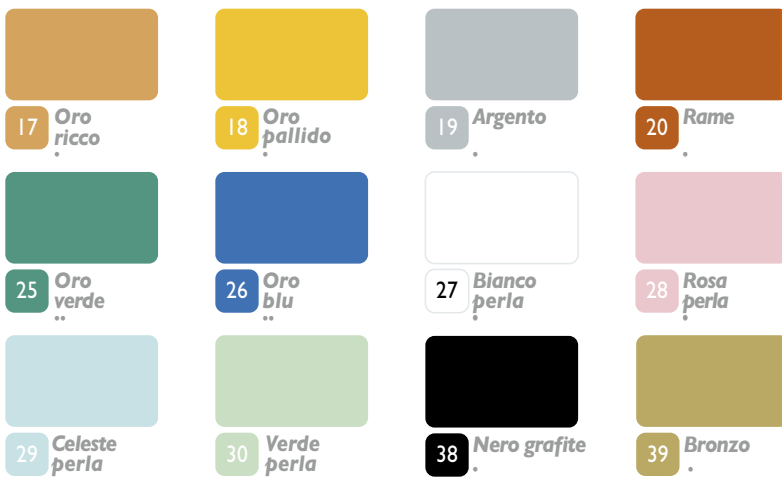 17 Oro
ricco
•
18 Oro
pallido
•
19 Argento
•
20 Rame
•
25 Oro
verde
••
26 Oro
blu
••
27 Bianco
perla
•
28 Rosa
perla
•
29 Celeste
perla
30 Verde
perla
38 Nero grafite
•
39 Bronzo
•